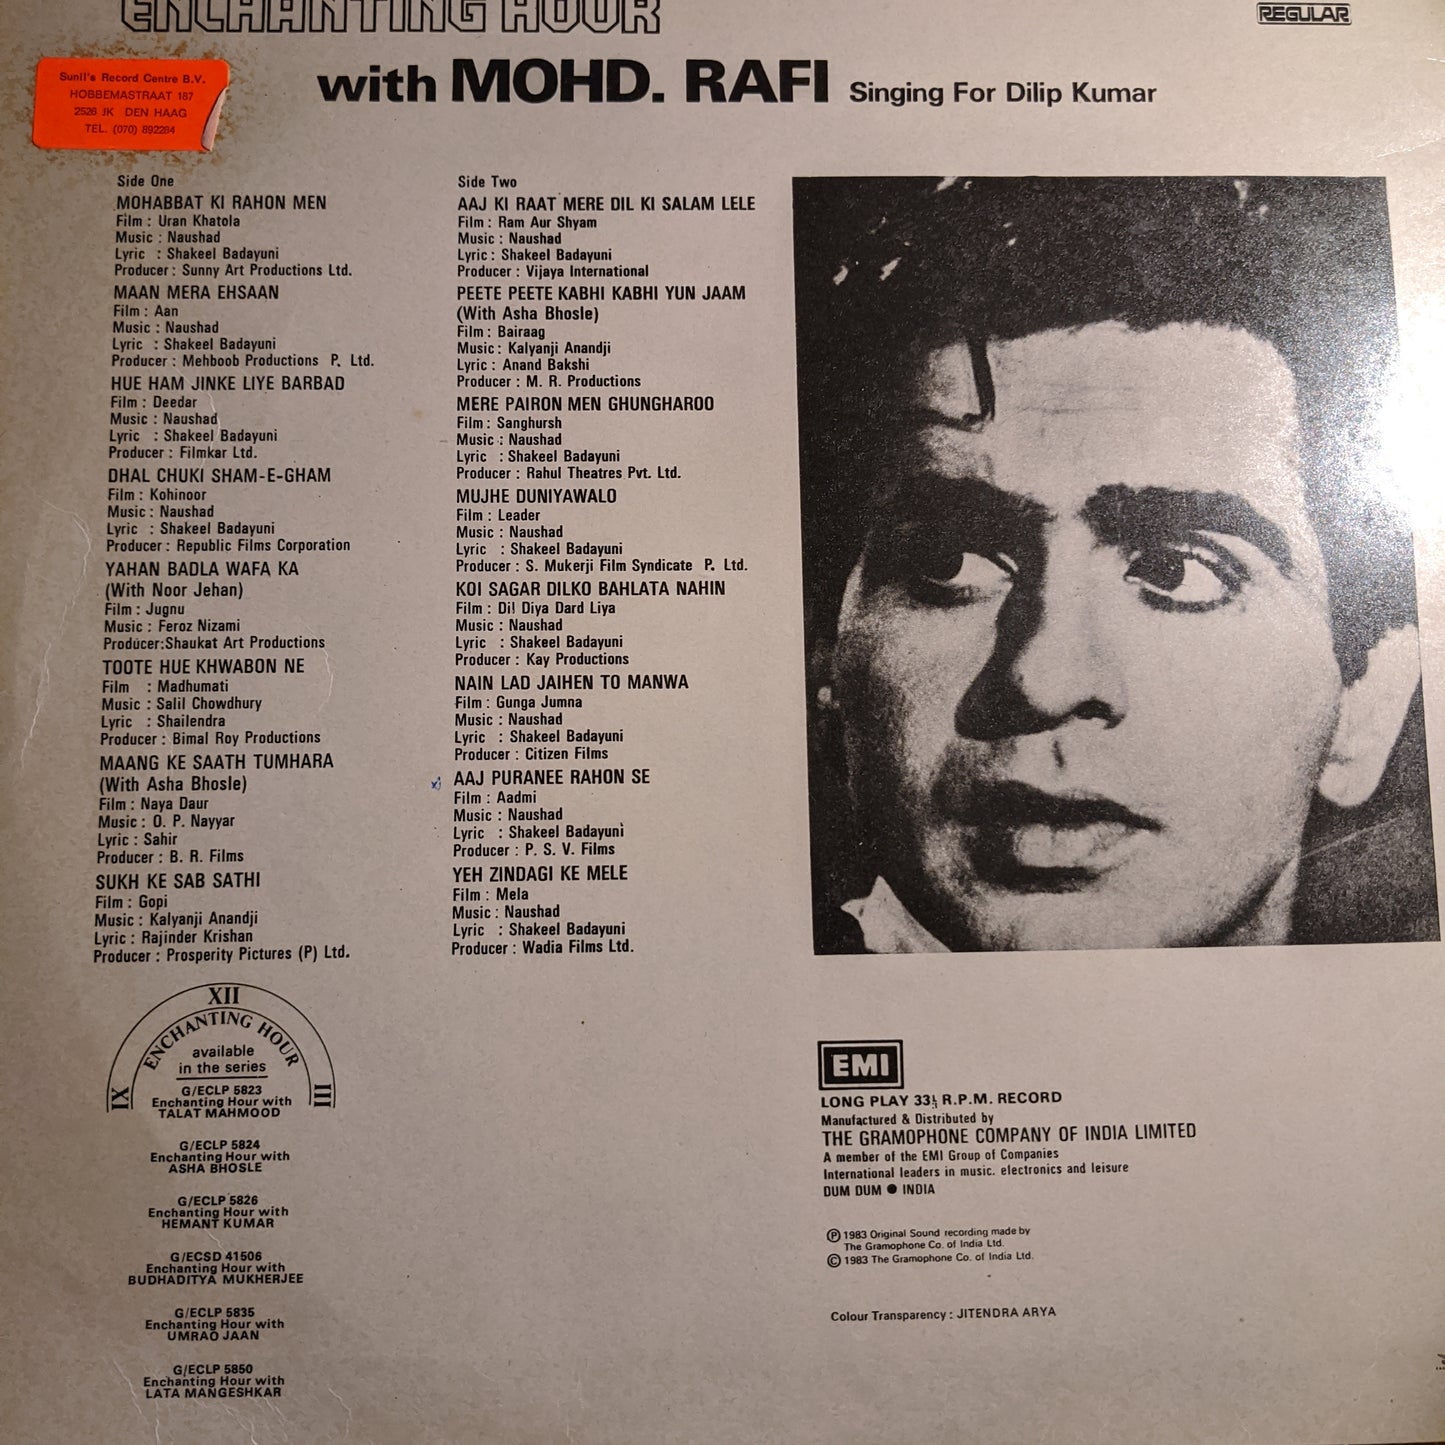 ENCHANTING HOUR
REGULAR
with MOHD. RAFI Singing For Dilip Kumar
Sunil's Record Centre B.V.
HOBBEMASTRAAT 187
2526 JK DEN HAAG
TEL. (070) 892284
Side One
MOHABBAT KI RAHON MEN
Film : Uran Khatola
Music : Naushad
Lyric : Shakeel Badayuni
Producer : Sunny Art Productions Ltd.
MAAN MERA EHSAAN
Film : Aan
Music : Naushad
Lyric : Shakeel Badayuni
Producer : Mehboob Productions P. Ltd.
HUE HAM JINKE LIYE BARBAD
Film : Deedar
Music : Naushad
Lyric : Shakeel Badayuni
Producer : Filmkar Ltd.
DHAL CHUKI SHAM-E-GHAM
Film : Kohinoor
Music : Naushad
Lyric : Shakeel Badayuni
Producer : Republic Films Corporation
YAHAN BADLA WAFA KA
(With Noor Jehan)
Film : Jugnu
Music : Feroz Nizami
Producer:Shaukat Art Productions
TOOTE HUE KHWABON NE
Film : Madhumati
Music : Salil Chowdhury
Lyric : Shailendra
Producer : Bimal Roy Productions
MAANG KE SAATH TUMHARA
(With Asha Bhosle)
Film : Naya Daur
Music : O. P. Nayyar
Lyric : Sahir
Producer : B. R. Films
SUKH KE SAB SATHI
Film : Gopi
Music : Kalyanji Anandji
Lyric : Rajinder Krishan
Producer : Prosperity Pictures (P) Ltd.
Side Two
AAJ KI RAAT MERE DIL KI SALAM LELE
Film : Ram Aur Shyam
Music : Naushad
Lyric : Shakeel Badayuni
Producer : Vijaya International
PEETE PEETE KABHI KABHI YUN JAAM
(With Asha Bhosle)
Film : Bairaag
Music : Kalyanji Anandji
Lyric : Anand Bakshi
Producer : M. R. Productions
MERE PAIRON MEN GHUNGHAROO
Film : Sanghursh
Music : Naushad
Lyric : Shakeel Badayuni
Producer : Rahul Theatres Pvt. Ltd.
MUJHE DUNIYAWALO
Film : Leader
Music : Naushad
Lyric : Shakeel Badayuni
Producer : S. Mukerji Film Syndicate P. Ltd.
KOI SAGAR DILKO BAHLATA NAHIN
Film : Dil Diya Dard Liya
Music : Naushad
Lyric : Shakeel Badayuni
Producer : Kay Productions
NAIN LAD JAIHEN TO MANWA
Film : Gunga Jumna
Music : Naushad
Lyric : Shakeel Badayuni
Producer : Citizen Films
AAJ PURANEE RAHON SE
Film : Aadmi
Music : Naushad
Lyric : Shakeel Badayuni
Producer : P. S. V. Films
YEH ZINDAGI KE MELE
Film : Mela
Music : Naushad
Lyric : Shakeel Badayuni
Producer : Wadia Films Ltd.
XII
IX
III
ENCHANTING HOUR
available
in the series
G/ECLP 5823
Enchanting Hour with
TALAT MAHMOOD
G/ECLP 5824
Enchanting Hour with
ASHA BHOSLE
G/ECLP 5826
Enchanting Hour with
HEMANT KUMAR
G/ECSD 41506
Enchanting Hour with
BUDHADITYA MUKHERJEE
G/ECLP 5835
Enchanting Hour with
UMRAO JAAN
G/ECLP 5850
Enchanting Hour with
LATA MANGESHKAR
EMI
LONG PLAY 33⅓ R.P.M. RECORD
Manufactured & Distributed by
THE GRAMOPHONE COMPANY OF INDIA LIMITED
A member of the EMI Group of Companies
International leaders in music. electronics and leisure
DUM DUM ● INDIA
Ⓟ 1983 Original Sound recording made by
The Gramophone Co. of India Ltd.
© 1983 The Gramophone Co. of India Ltd.
Colour Transparency : JITENDRA ARYA